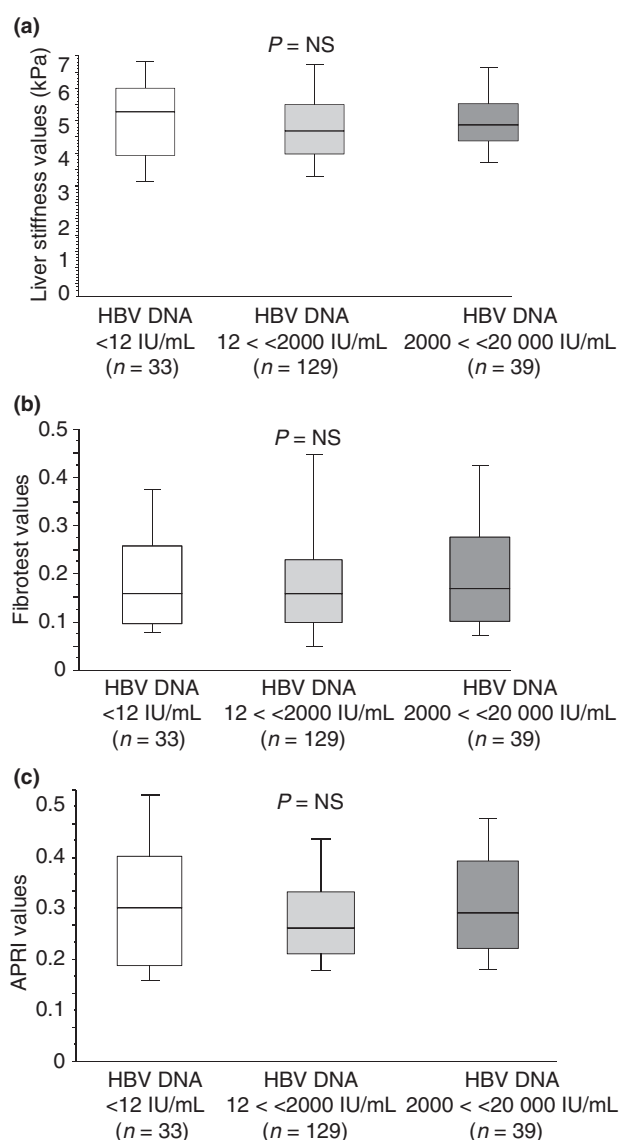 (a)
P = NS
Liver stiffness values (kPa)
7
6
5
4
3
2
1
0
HBV DNA
<12 IU/mL
(n = 33)
HBV DNA
12 < <2000 IU/mL
(n = 129)
HBV DNA
2000 < <20 000 IU/mL
(n = 39)
(b)
P = NS
Fibrotest values
0.5
0.4
0.3
0.2
0.1
0
HBV DNA
<12 IU/mL
(n = 33)
HBV DNA
12 < <2000 IU/mL
(n = 129)
HBV DNA
2000 < <20 000 IU/mL
(n = 39)
(c)
P = NS
APRI values
0.5
0.4
0.3
0.2
0.1
0
HBV DNA
<12 IU/mL
(n = 33)
HBV DNA
12 < <2000 IU/mL
(n = 129)
HBV DNA
2000 < <20 000 IU/mL
(n = 39)